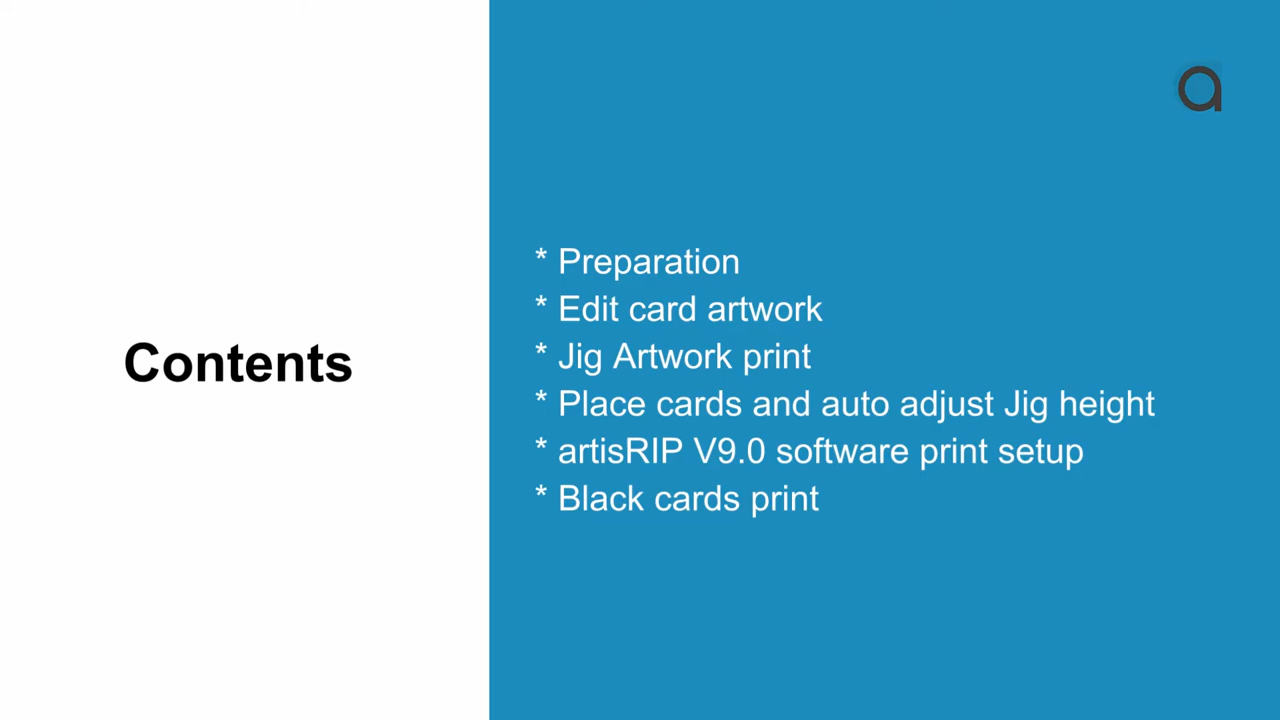 Contents
* Preparation
* Edit card artwork
* Jig Artwork print
* Place cards and auto adjust Jig height
* artisRIP V9.0 software print setup
* Black cards print